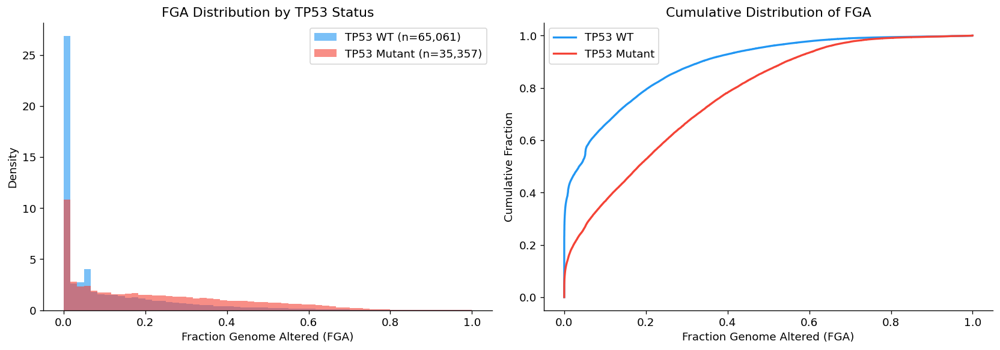 FGA Distribution by TP53 Status
TP53 WT (n=65,061)
TP53 Mutant (n=35,357)
Density
25
20
15
10
5
0
0.0 0.2 0.4 0.6 0.8 1.0
Fraction Genome Altered (FGA)
Cumulative Distribution of FGA
TP53 WT
TP53 Mutant
Cumulative Fraction
1.0
0.8
0.6
0.4
0.2
0.0
0.0 0.2 0.4 0.6 0.8 1.0
Fraction Genome Altered (FGA)